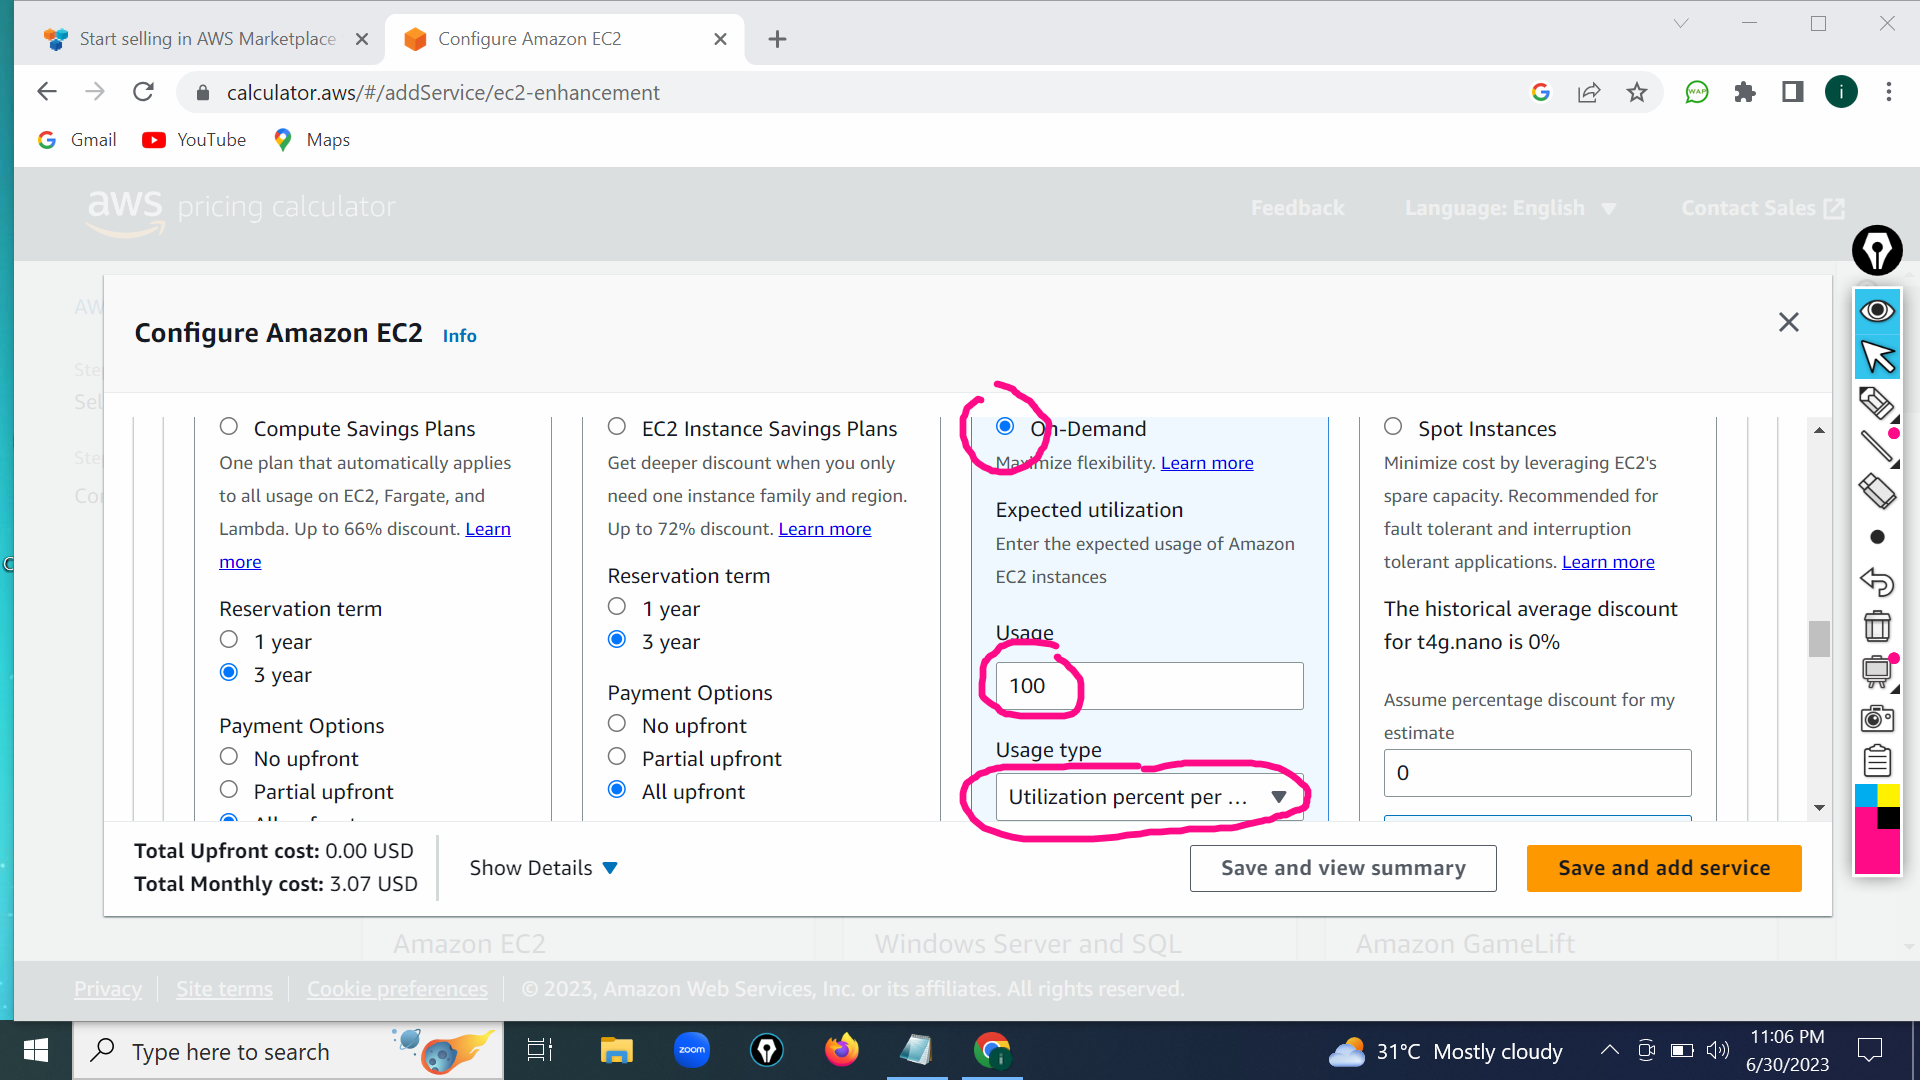 Start selling in AWS Marketplace
Configure Amazon EC2
calculator.aws/#/addService/ec2-enhancement
WAP
i
Gmail
YouTube
Maps
aws pricing calculator
Feedback
Language: English
Contact Sales
AW
Step
Sel
Step
Con
Configure Amazon EC2 Info
Compute Savings Plans
One plan that automatically applies
to all usage on EC2, Fargate, and
Lambda. Up to 66% discount. Learn
more
Reservation term
1 year
3 year
Payment Options
No upfront
Partial upfront
All upfront
EC2 Instance Savings Plans
Get deeper discount when you only
need one instance family and region.
Up to 72% discount. Learn more
Reservation term
1 year
3 year
Payment Options
No upfront
Partial upfront
All upfront
On-Demand
Maximize flexibility. Learn more
Expected utilization
Enter the expected usage of Amazon
EC2 instances
Usage
100
Usage type
Utilization percent per ...
Spot Instances
Minimize cost by leveraging EC2's
spare capacity. Recommended for
fault tolerant and interruption
tolerant applications. Learn more
The historical average discount
for t4g.nano is 0%
Assume percentage discount for my
estimate
0
Total Upfront cost: 0.00 USD
Total Monthly cost: 3.07 USD
Show Details
Save and view summary
Save and add service
Amazon EC2
Windows Server and SQL
Amazon GameLift
Privacy
Site terms
Cookie preferences
© 2023, Amazon Web Services, Inc. or its affiliates. All rights reserved.
Type here to search
zoom
31°C Mostly cloudy
11:06 PM
6/30/2023